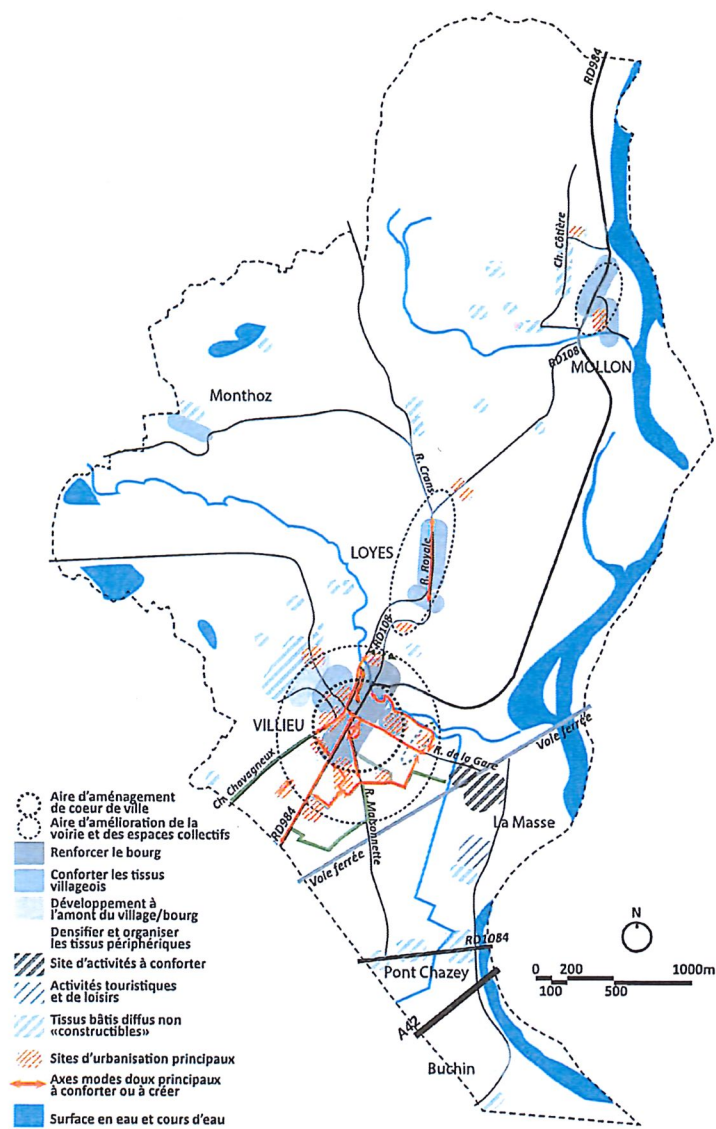 RD984
Ch. Côtière
RD108
MOLLON
Monthoz
R. Crans
LOYES
R. Royale
RD108
VILLIEU
Voie ferrée
R. de la Gare
Ch. Chavagneux
La Masse
RD984
R. Mabonnette
Voie ferrée
RD1084
Pont Chazey
A42
Buchin
N
0 200 1000m
100 500
Aire d'aménagement
de coeur de ville
Aire d'amélioration de la
voirie et des espaces collectifs
Renforcer le bourg
Conforter les tissus
villageois
Développement à
l'amont du village/bourg
Densifier et organiser
les tissus périphériques
Site d'activités à conforter
Activités touristiques
et de loisirs
Tissus bâtis diffus non
«constructibles»
Sites d'urbanisation principaux
Axes modes doux principaux
à conforter ou à créer
Surface en eau et cours d'eau